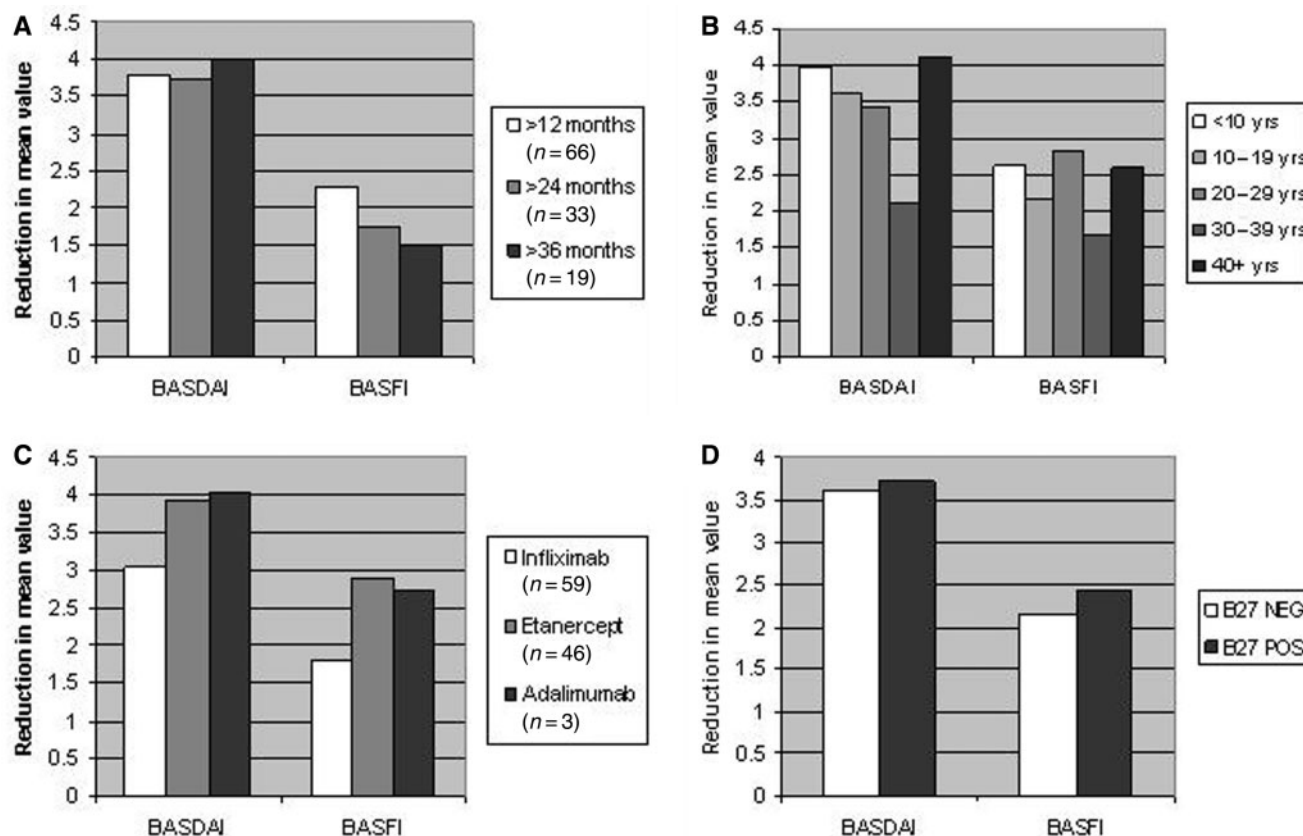 A
Reduction in mean value
4.5
4
3.5
3
2.5
2
1.5
1
0.5
0
BASDAI BASFI
>12 months
(n = 66)
>24 months
(n = 33)
>36 months
(n = 19)
B
Reduction in mean value
4.5
4
3.5
3
2.5
2
1.5
1
0.5
0
BASDAI BASFI
<10 yrs
10–19 yrs
20–29 yrs
30–39 yrs
40+ yrs
C
Reduction in mean value
4.5
4
3.5
3
2.5
2
1.5
1
0.5
0
BASDAI BASFI
Infliximab
(n = 59)
Etanercept
(n = 46)
Adalimumab
(n = 3)
D
Reduction in mean value
4
3.5
3
2.5
2
1.5
1
0.5
0
BASDAI BASFI
B27 NEG
B27 POS